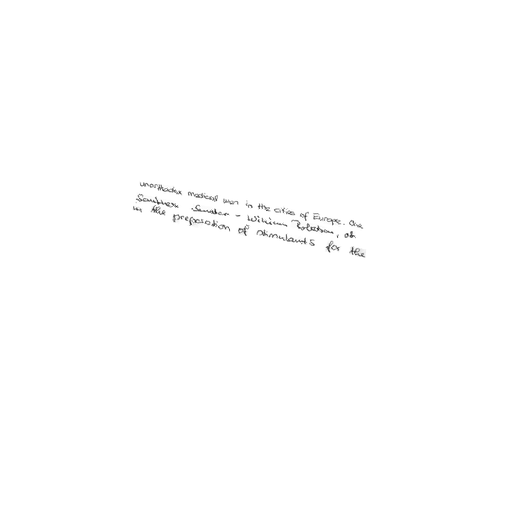 unorthodox medical men in the cities of Europe. One
Southern Senator - William Robertson, ok
in the preparation of stimulants for the